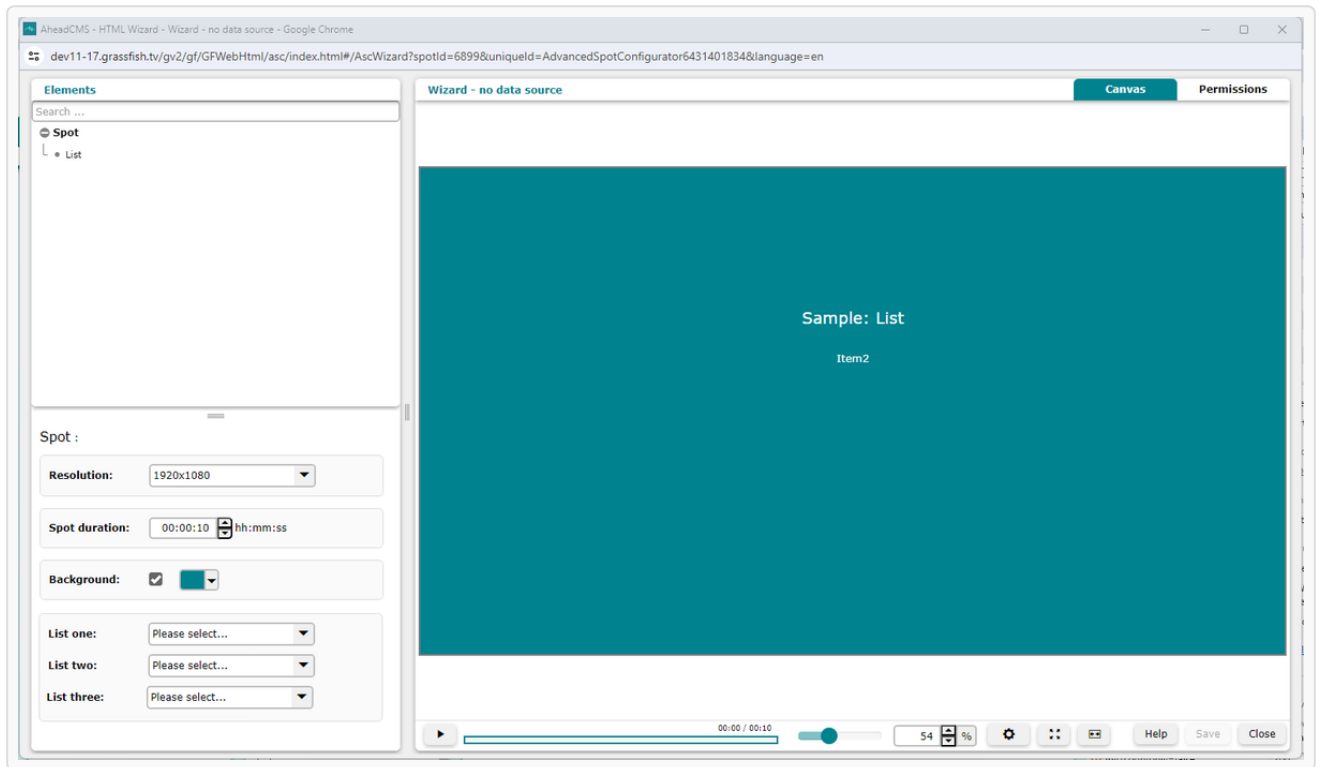 AheadCMS - HTML Wizard - Wizard - no data source - Google Chrome
dev11-17.grassfish.tv/gv2/gf/GFWebHtml/asc/index.html#/AscWizard?spotId=6899&uniqueId=AdvancedSpotConfigurator6431401834&language=en
Elements
Search ...
Spot
List
Wizard - no data source
Canvas Permissions
Sample: List
Item2
Spot :
Resolution: 1920x1080
Spot duration: 00:00:10 hh:mm:ss
Background:
List one: Please select...
List two: Please select...
List three: Please select...
00:00 / 00:10
54 %
Help Save Close